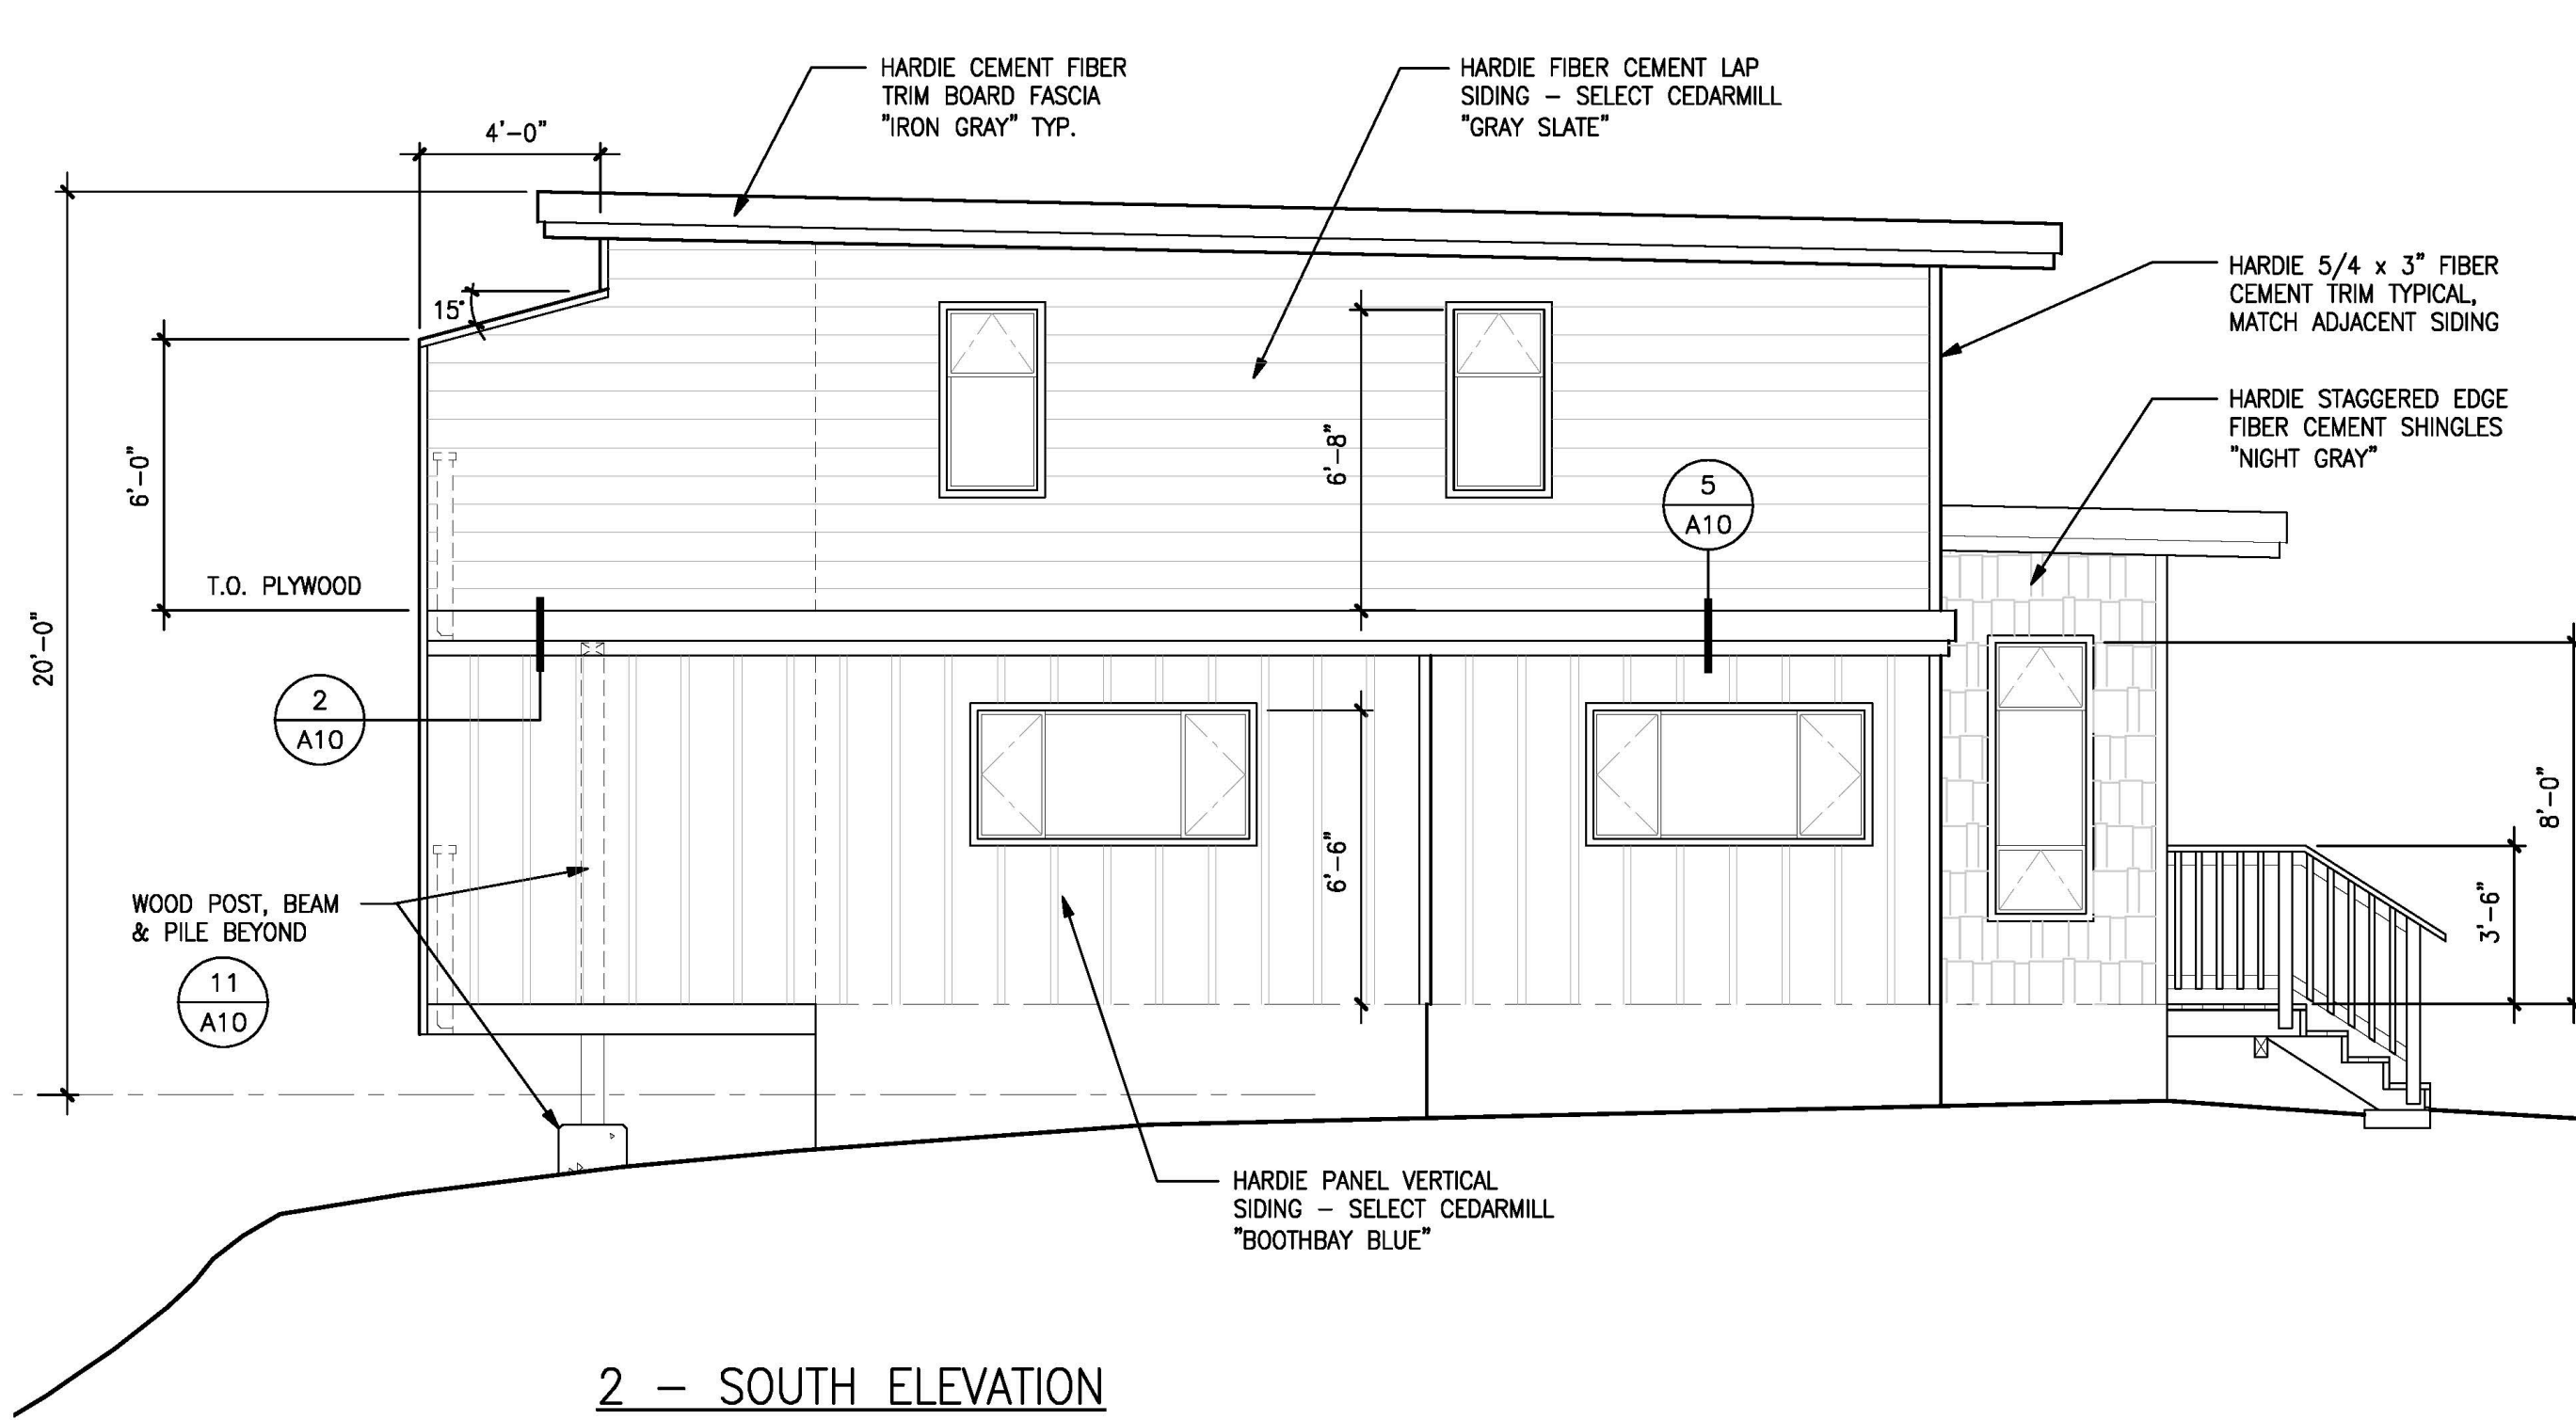 HARDIE CEMENT FIBER
TRIM BOARD FASCIA
"IRON GRAY" TYP.
HARDIE FIBER CEMENT LAP
SIDING – SELECT CEDARMILL
"GRAY SLATE"
4'–0"
HARDIE 5/4 x 3" FIBER
CEMENT TRIM TYPICAL,
MATCH ADJACENT SIDING
15°
HARDIE STAGGERED EDGE
FIBER CEMENT SHINGLES
"NIGHT GRAY"
6'–0"
6'–8"
5
A10
T.O. PLYWOOD
20'–0"
2
A10
8'–0"
6'–6"
3'–6"
WOOD POST, BEAM
& PILE BEYOND
11
A10
HARDIE PANEL VERTICAL
SIDING – SELECT CEDARMILL
"BOOTHBAY BLUE"
2 – SOUTH ELEVATION